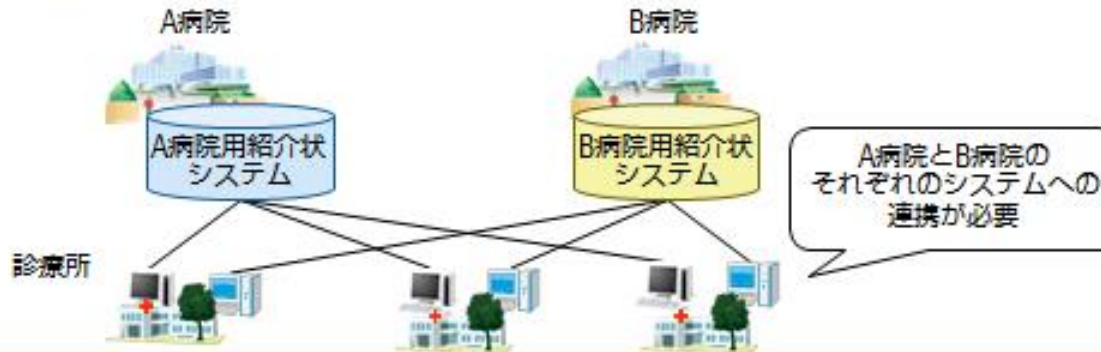 A病院
B病院
A病院用紹介状
システム
B病院用紹介状
システム
A病院とB病院の
それぞれのシステムへの
連携が必要
診療所